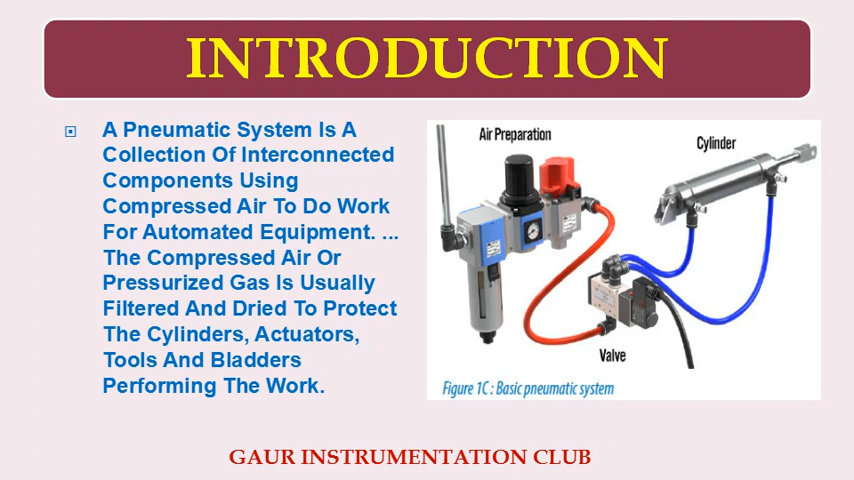 INTRODUCTION
A Pneumatic System Is A
Collection Of Interconnected
Components Using
Compressed Air To Do Work
For Automated Equipment. ...
The Compressed Air Or
Pressurized Gas Is Usually
Filtered And Dried To Protect
The Cylinders, Actuators,
Tools And Bladders
Performing The Work.
Air Preparation
Cylinder
Valve
Figure 1C : Basic pneumatic system
GAUR INSTRUMENTATION CLUB